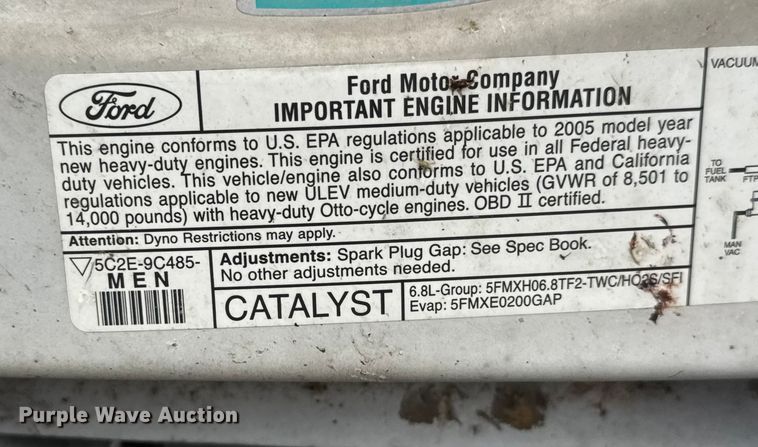 Ford
Ford Motor Company
IMPORTANT ENGINE INFORMATION
This engine conforms to U.S. EPA regulations applicable to 2005 model year
new heavy-duty engines. This engine is certified for use in all Federal heavy-
duty vehicles. This vehicle/engine also conforms to U.S. EPA and California
regulations applicable to new ULEV medium-duty vehicles (GVWR of 8,501 to
14,000 pounds) with heavy-duty Otto-cycle engines. OBD II certified.
Attention: Dyno Restrictions may apply.
5C2E-9C485-
MEN
Adjustments: Spark Plug Gap: See Spec Book.
No other adjustments needed.
CATALYST
6.8L-Group: 5FMXH06.8TF2-TWC/HO2S/SFI
Evap: 5FMXE0200GAP
VACUUM
TO
FUEL
TANK
FTP
MAN
VAC
Purple Wave Auction